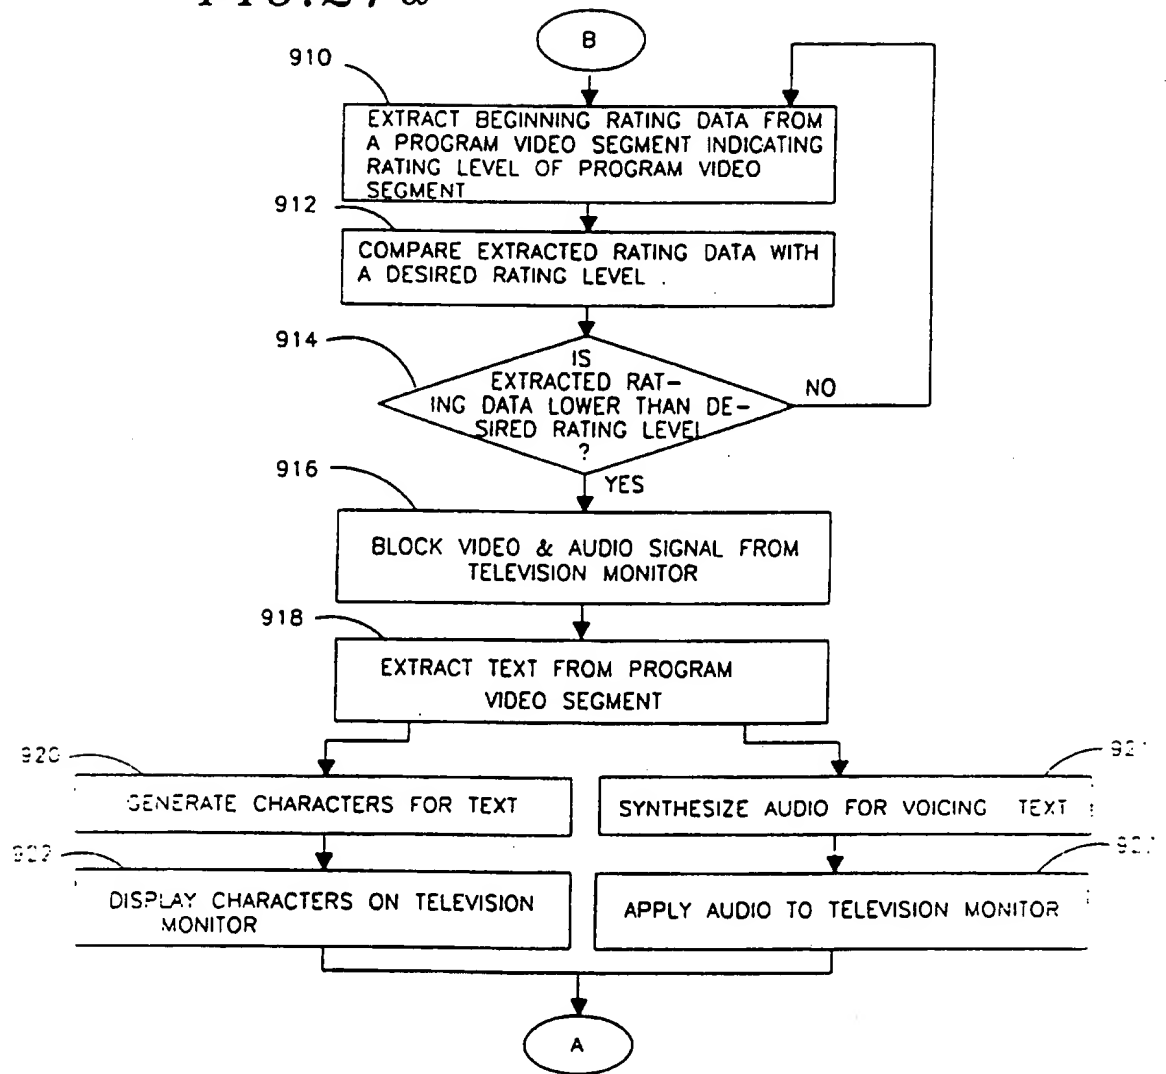 B
910
EXTRACT BEGINNING RATING DATA FROM
A PROGRAM VIDEO SEGMENT INDICATING
RATING LEVEL OF PROGRAM VIDEO
SEGMENT
912
COMPARE EXTRACTED RATING DATA WITH
A DESIRED RATING LEVEL .
914
IS
EXTRACTED RAT-
ING DATA LOWER THAN DE-
SIRED RATING LEVEL
?
NO
YES
916
BLOCK VIDEO & AUDIO SIGNAL FROM
TELEVISION MONITOR
918
EXTRACT TEXT FROM PROGRAM
VIDEO SEGMENT
920
GENERATE CHARACTERS FOR TEXT
SYNTHESIZE AUDIO FOR VOICING TEXT
922
DISPLAY CHARACTERS ON TELEVISION
MONITOR
APPLY AUDIO TO TELEVISION MONITOR
A